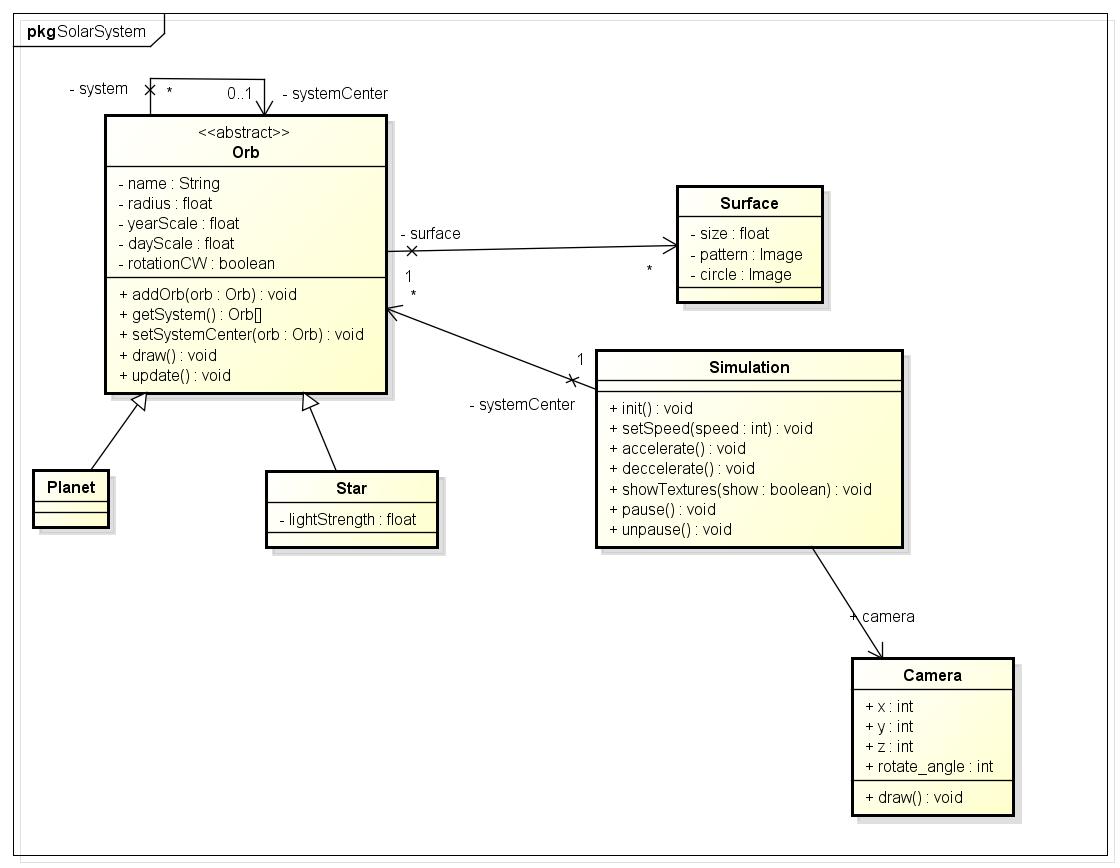 pkg SolarSystem
- system
*
0..1
- systemCenter
<<abstract>>
Orb
- name : String
- radius : float
- yearScale : float
- dayScale : float
- rotationCW : boolean
+ addOrb(orb : Orb) : void
+ getSystem() : Orb[]
+ setSystemCenter(orb : Orb) : void
+ draw() : void
+ update() : void
- surface
1
*
*
Surface
- size : float
- pattern : Image
- circle : Image
1
- systemCenter
Simulation
+ init() : void
+ setSpeed(speed : int) : void
+ accelerate() : void
+ deccelerate() : void
+ showTextures(show : boolean) : void
+ pause() : void
+ unpause() : void
Planet
Star
- lightStrength : float
+ camera
Camera
+ x : int
+ y : int
+ z : int
+ rotate_angle : int
+ draw() : void